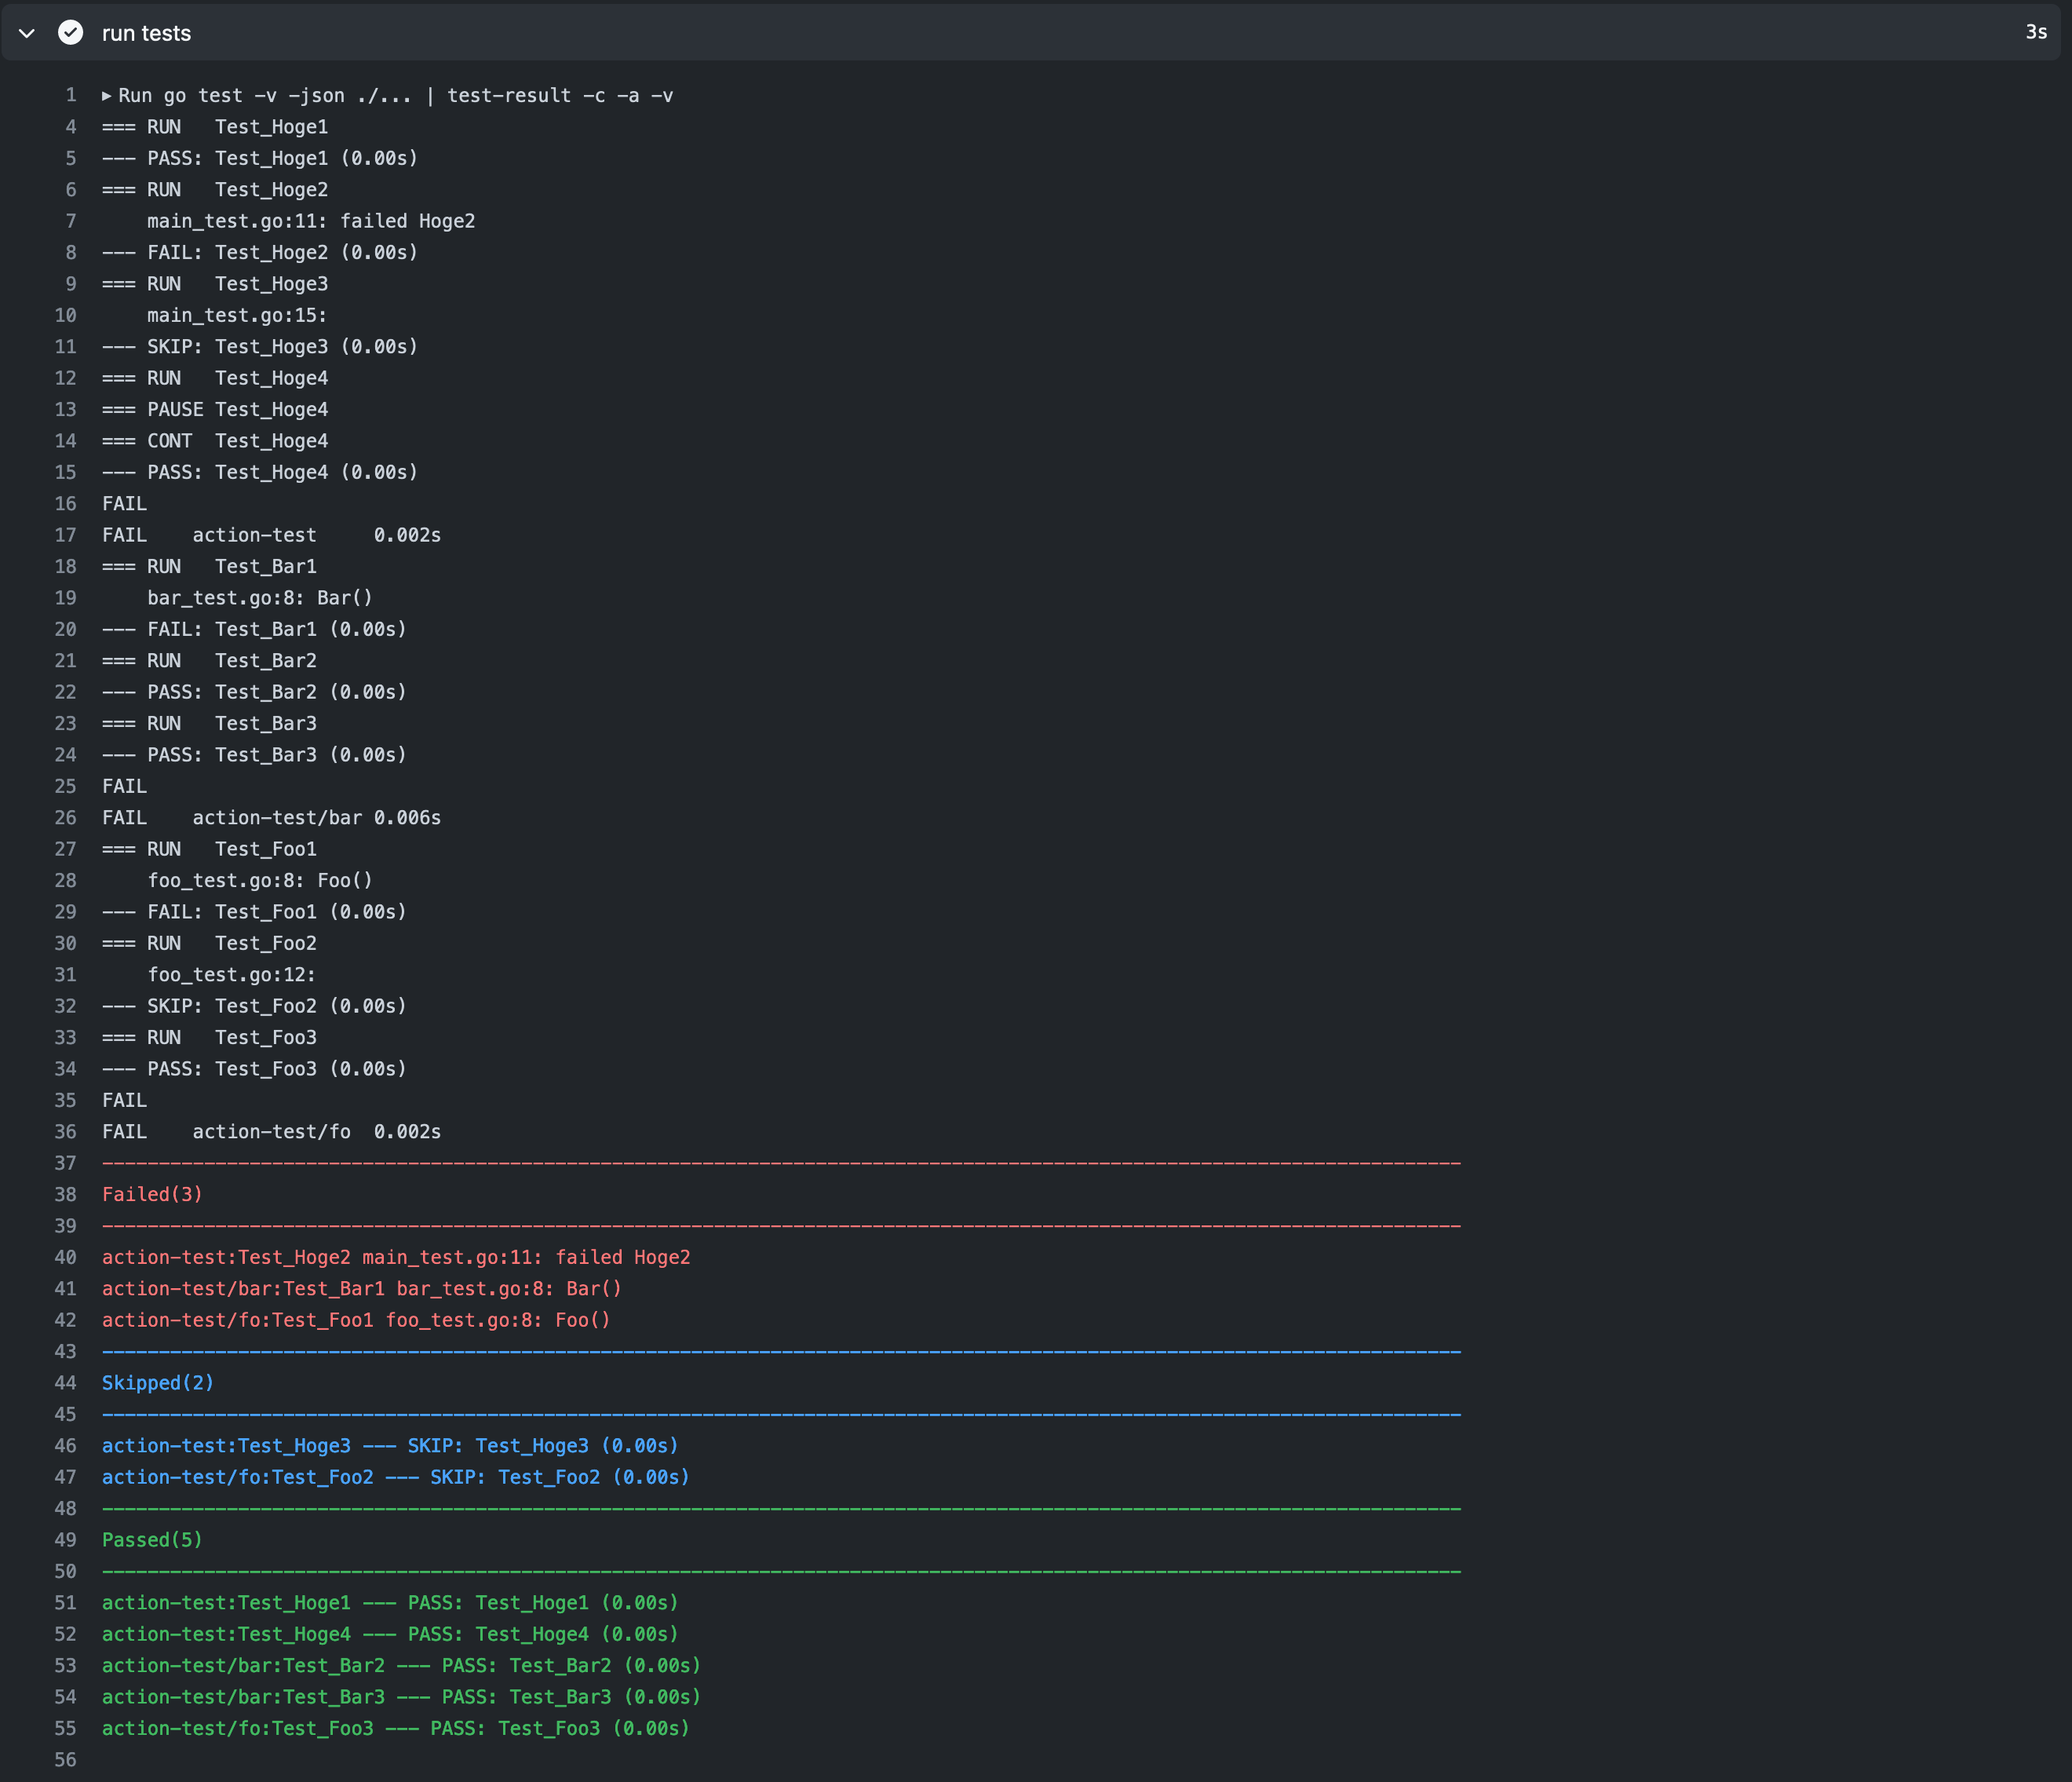 run tests 3s
1 Run go test -v -json ./... | test-result -c -a -v
4 === RUN   Test_Hoge1
5 --- PASS: Test_Hoge1 (0.00s)
6 === RUN   Test_Hoge2
7     main_test.go:11: failed Hoge2
8 --- FAIL: Test_Hoge2 (0.00s)
9 === RUN   Test_Hoge3
10     main_test.go:15:
11 --- SKIP: Test_Hoge3 (0.00s)
12 === RUN   Test_Hoge4
13 === PAUSE Test_Hoge4
14 === CONT  Test_Hoge4
15 --- PASS: Test_Hoge4 (0.00s)
16 FAIL
17 FAIL    action-test     0.002s
18 === RUN   Test_Bar1
19     bar_test.go:8: Bar()
20 --- FAIL: Test_Bar1 (0.00s)
21 === RUN   Test_Bar2
22 --- PASS: Test_Bar2 (0.00s)
23 === RUN   Test_Bar3
24 --- PASS: Test_Bar3 (0.00s)
25 FAIL
26 FAIL    action-test/bar 0.006s
27 === RUN   Test_Foo1
28     foo_test.go:8: Foo()
29 --- FAIL: Test_Foo1 (0.00s)
30 === RUN   Test_Foo2
31     foo_test.go:12:
32 --- SKIP: Test_Foo2 (0.00s)
33 === RUN   Test_Foo3
34 --- PASS: Test_Foo3 (0.00s)
35 FAIL
36 FAIL    action-test/fo  0.002s
37 ------------------------------------------------------------------------------------------------------------------------
38 Failed(3)
39 ------------------------------------------------------------------------------------------------------------------------
40 action-test:Test_Hoge2 main_test.go:11: failed Hoge2
41 action-test/bar:Test_Bar1 bar_test.go:8: Bar()
42 action-test/fo:Test_Foo1 foo_test.go:8: Foo()
43 ------------------------------------------------------------------------------------------------------------------------
44 Skipped(2)
45 ------------------------------------------------------------------------------------------------------------------------
46 action-test:Test_Hoge3 --- SKIP: Test_Hoge3 (0.00s)
47 action-test/fo:Test_Foo2 --- SKIP: Test_Foo2 (0.00s)
48 ------------------------------------------------------------------------------------------------------------------------
49 Passed(5)
50 ------------------------------------------------------------------------------------------------------------------------
51 action-test:Test_Hoge1 --- PASS: Test_Hoge1 (0.00s)
52 action-test:Test_Hoge4 --- PASS: Test_Hoge4 (0.00s)
53 action-test/bar:Test_Bar2 --- PASS: Test_Bar2 (0.00s)
54 action-test/bar:Test_Bar3 --- PASS: Test_Bar3 (0.00s)
55 action-test/fo:Test_Foo3 --- PASS: Test_Foo3 (0.00s)
56